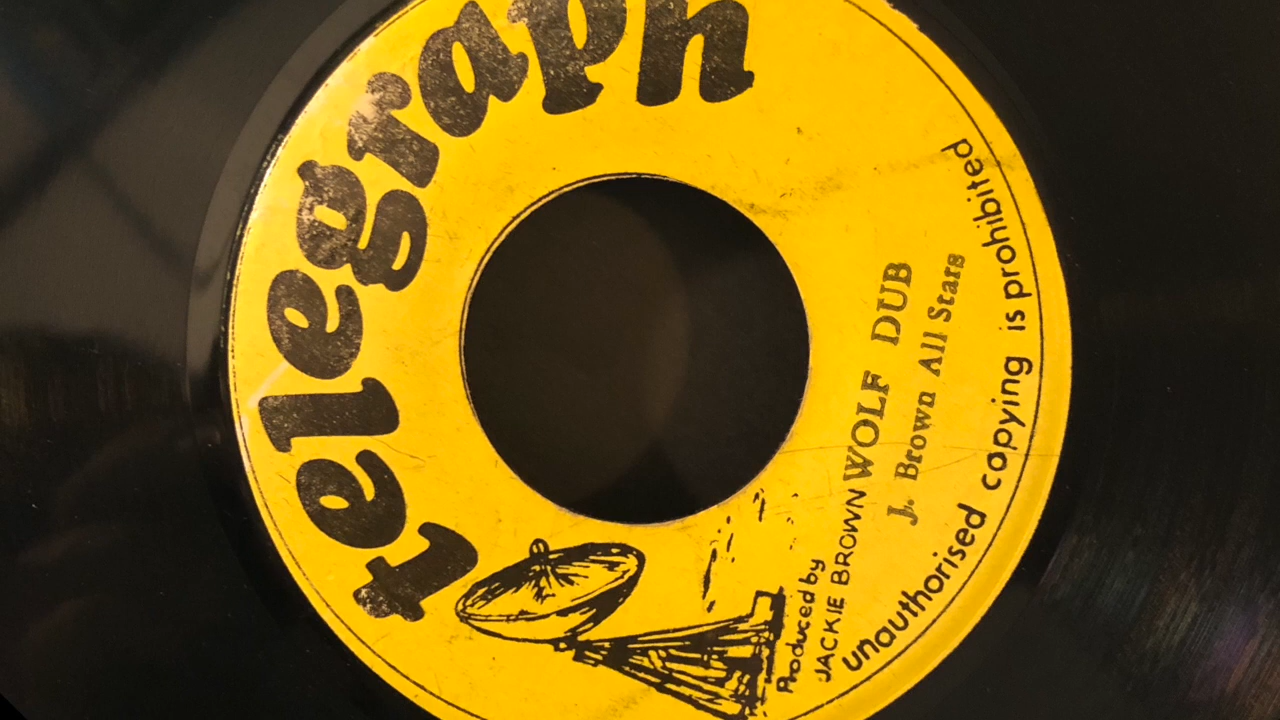 telegraph
Produced by
JACKIE BROWN
WOLF DUB
J. Brown All Stars
unauthorised copying is prohibited